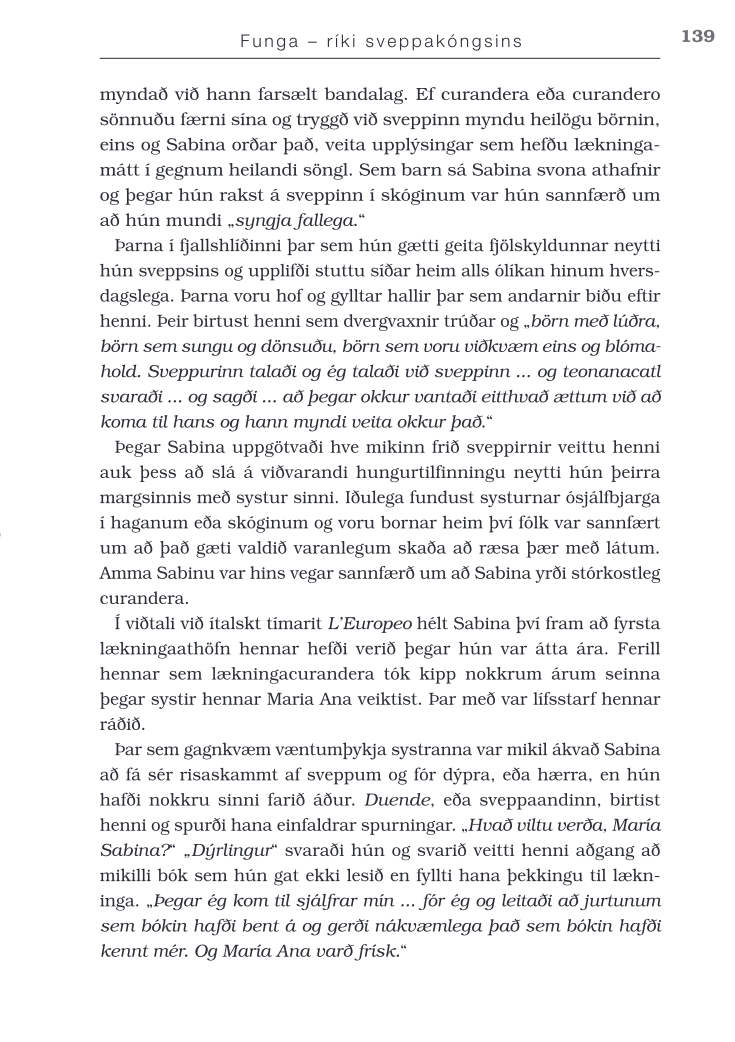 Funga – ríki sveppakóngsins
139
myndað við hann farsælt bandalag. Ef curandera eða curandero
sönnuðu færni sína og tryggð við sveppinn myndu heilögu börnin,
eins og Sabina orðar það, veita upplýsingar sem hefðu lækninga-
mátt í gegnum heilandi söngl. Sem barn sá Sabina svona athafnir
og þegar hún rakst á sveppinn í skóginum var hún sannfærð um
að hún mundi „syngja fallega.“
Þarna í fjallshlíðinni þar sem hún gætti geita fjölskyldunnar neytti
hún sveppsins og upplifði stuttu síðar heim alls ólíkan hinum hvers-
dagslega. Þarna voru hof og gylltar hallir þar sem andarnir biðu eftir
henni. Þeir birtust henni sem dvergvaxnir trúðar og „börn með lúðra,
börn sem sungu og dönsuðu, börn sem voru viðkvæm eins og blóma-
hold. Sveppurinn talaði og ég talaði við sveppinn ... og teonanacatl
svaraði ... og sagði ... að þegar okkur vantaði eitthvað ættum við að
koma til hans og hann myndi veita okkur það.“
Þegar Sabina uppgötvaði hve mikinn frið sveppirnir veittu henni
auk þess að slá á viðvarandi hungurtilfinningu neytti hún þeirra
margsinnis með systur sinni. Iðulega fundust systurnar ósjálfbjarga
í haganum eða skóginum og voru bornar heim því fólk var sannfært
um að það gæti valdið varanlegum skaða að ræsa þær með látum.
Amma Sabinu var hins vegar sannfærð um að Sabina yrði stórkostleg
curandera.
Í viðtali við ítalskt tímarit L’Europeo hélt Sabina því fram að fyrsta
lækningaathöfn hennar hefði verið þegar hún var átta ára. Ferill
hennar sem lækningacurandera tók kipp nokkrum árum seinna
þegar systir hennar Maria Ana veiktist. Þar með var lífsstarf hennar
ráðið.
Þar sem gagnkvæm væntumþykja systranna var mikil ákvað Sabina
að fá sér risaskammt af sveppum og fór dýpra, eða hærra, en hún
hafði nokkru sinni farið áður. Duende, eða sveppaandinn, birtist
henni og spurði hana einfaldrar spurningar. „Hvað viltu verða, María
Sabina?“ „Dýrlingur“ svaraði hún og svarið veitti henni aðgang að
mikilli bók sem hún gat ekki lesið en fyllti hana þekkingu til lækn-
inga. „Þegar ég kom til sjálfrar mín ... fór ég og leitaði að jurtunum
sem bókin hafði bent á og gerði nákvæmlega það sem bókin hafði
kennt mér. Og María Ana varð frísk.“